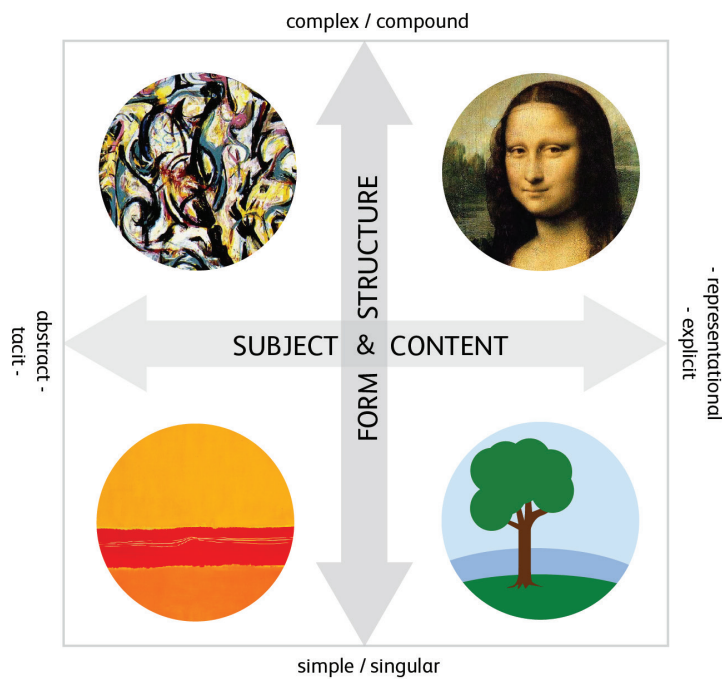 complex / compound
STRUCTURE
- representational
- explicit
abstract -
tacit -
SUBJECT & CONTENT
FORM
simple / singular